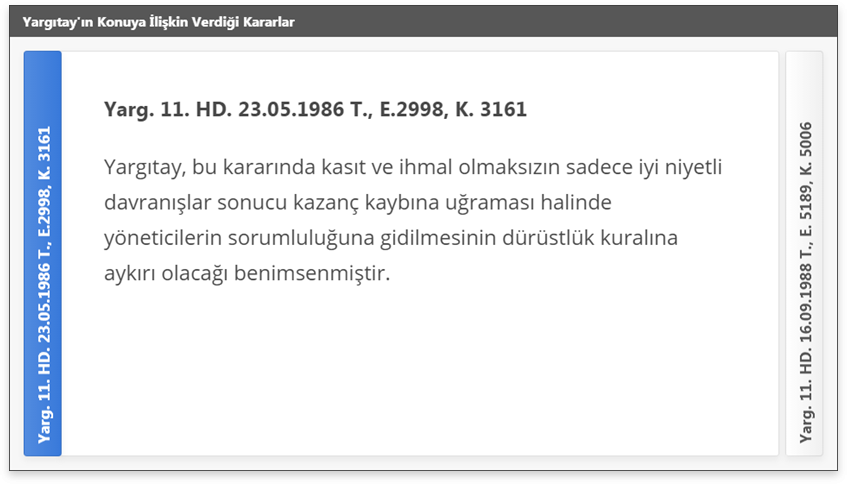 Yargıtay'ın Konuya İlişkin Verdiği Kararlar
Yarg. 11. HD. 23.05.1986 T., E.2998, K. 3161
Yarg. 11. HD. 23.05.1986 T., E.2998, K. 3161
Yargıtay, bu kararında kasıt ve ihmal olmaksızın sadece iyi niyetli
davranışlar sonucu kazanç kaybına uğraması halinde
yöneticilerin sorumluluğuna gidilmesinin dürüstlük kuralına
aykırı olacağı benimsenmiştir.
Yarg. 11. HD. 16.09.1988 T., E. 5189, K. 5006